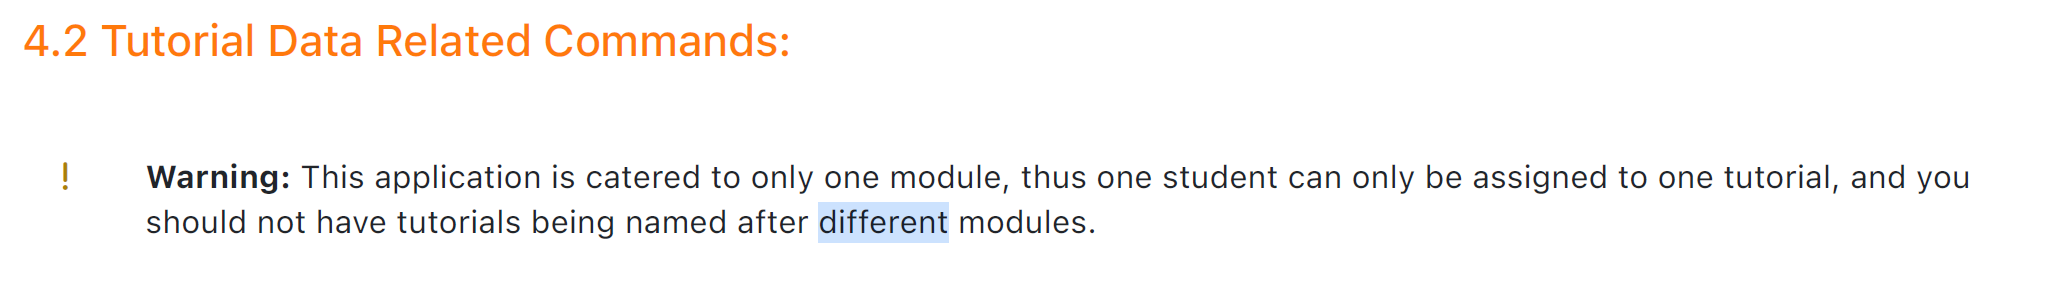 4.2 Tutorial Data Related Commands:
! Warning: This application is catered to only one module, thus one student can only be assigned to one tutorial, and you
should not have tutorials being named after different modules.